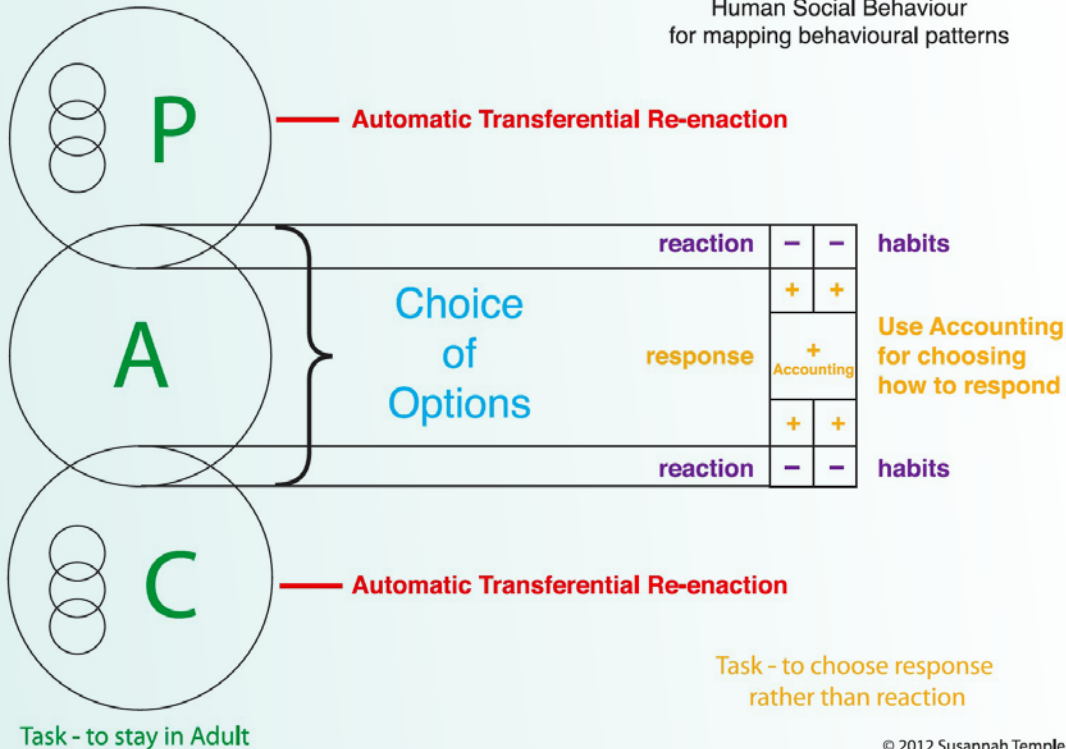 Human Social Behaviour
for mapping behavioural patterns
P
Automatic Transferential Re-enaction
reaction
– –
habits
+ +
A
Choice
of
Options
response
+
Accounting
Use Accounting
for choosing
how to respond
+ +
reaction
– –
habits
C
Automatic Transferential Re-enaction
Task - to choose response
rather than reaction
Task - to stay in Adult
© 2012 Susannah Temple